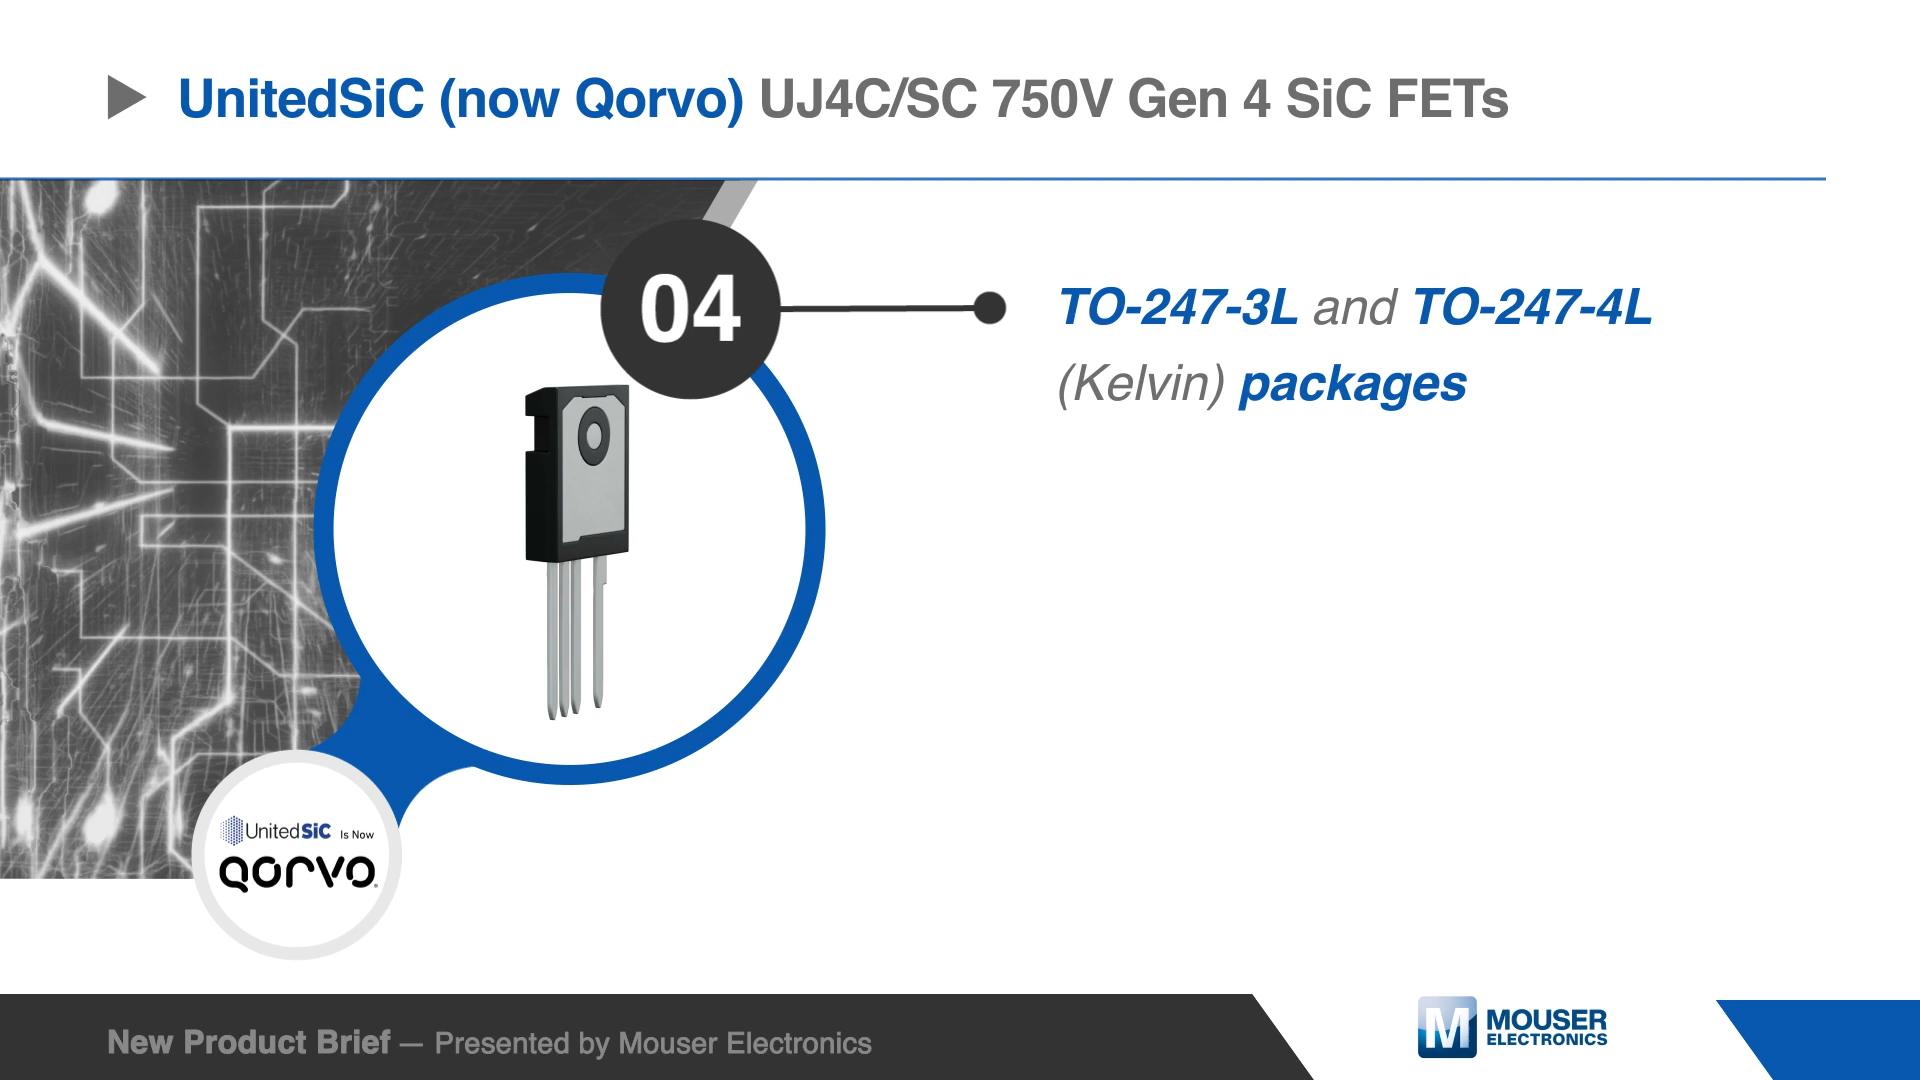 UnitedSiC (now Qorvo) UJ4C/SC 750V Gen 4 SiC FETs
04
TO-247-3L and TO-247-4L
(Kelvin) packages
UnitedSiC Is Now
QORVO
New Product Brief — Presented by Mouser Electronics
M MOUSER
ELECTRONICS